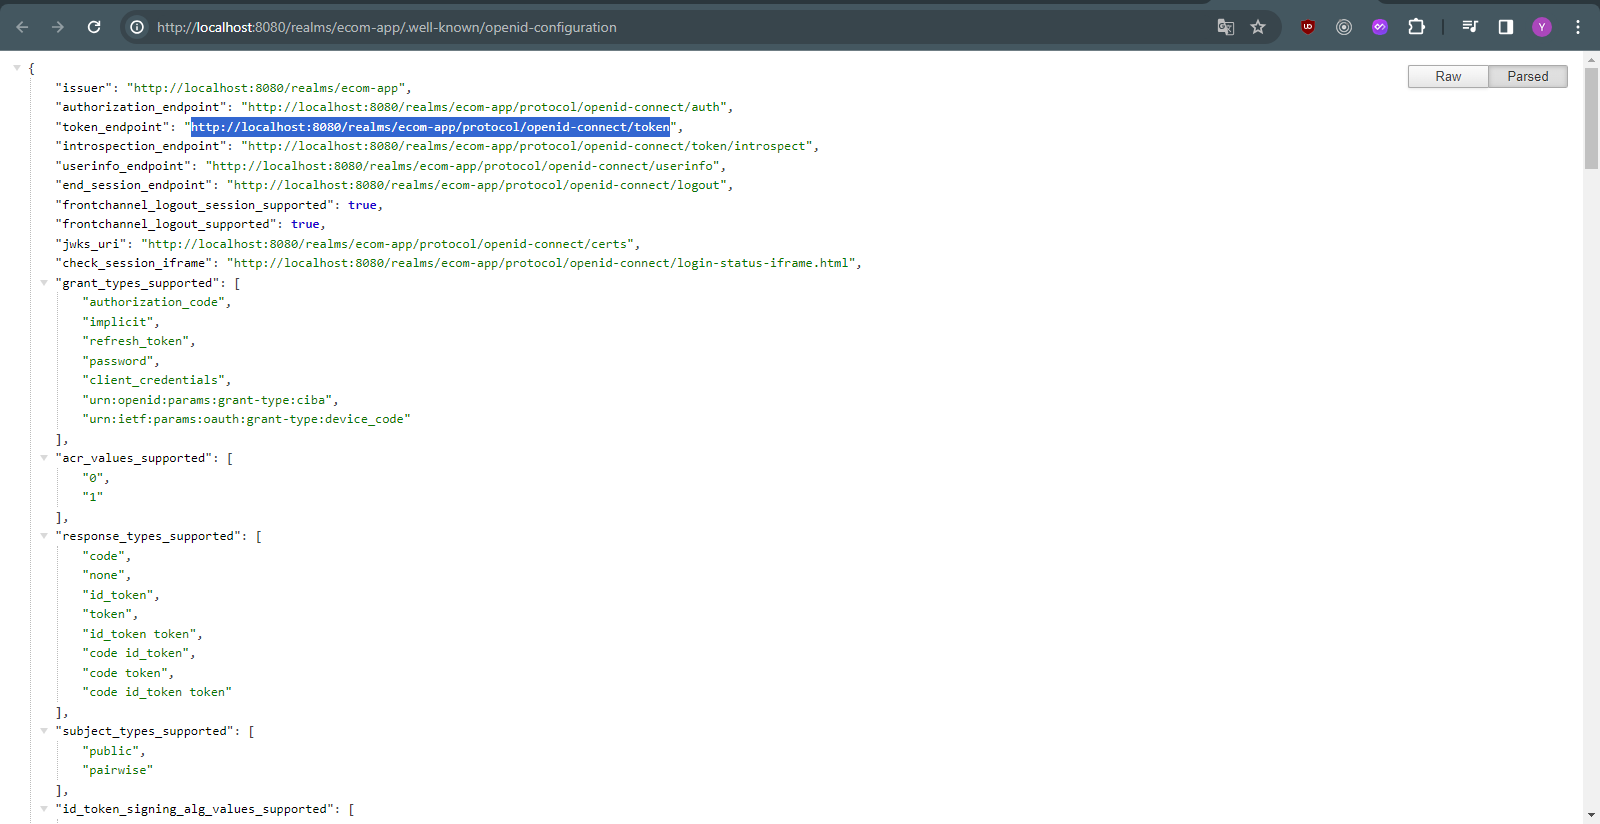 http://localhost:8080/realms/ecom-app/.well-known/openid-configuration
UD
Y
Raw
Parsed
{
"issuer": "http://localhost:8080/realms/ecom-app",
"authorization_endpoint": "http://localhost:8080/realms/ecom-app/protocol/openid-connect/auth",
"token_endpoint": "http://localhost:8080/realms/ecom-app/protocol/openid-connect/token",
"introspection_endpoint": "http://localhost:8080/realms/ecom-app/protocol/openid-connect/token/introspect",
"userinfo_endpoint": "http://localhost:8080/realms/ecom-app/protocol/openid-connect/userinfo",
"end_session_endpoint": "http://localhost:8080/realms/ecom-app/protocol/openid-connect/logout",
"frontchannel_logout_session_supported": true,
"frontchannel_logout_supported": true,
"jwks_uri": "http://localhost:8080/realms/ecom-app/protocol/openid-connect/certs",
"check_session_iframe": "http://localhost:8080/realms/ecom-app/protocol/openid-connect/login-status-iframe.html",
"grant_types_supported": [
"authorization_code",
"implicit",
"refresh_token",
"password",
"client_credentials",
"urn:openid:params:grant-type:ciba",
"urn:ietf:params:oauth:grant-type:device_code"
],
"acr_values_supported": [
"0",
"1"
],
"response_types_supported": [
"code",
"none",
"id_token",
"token",
"id_token token",
"code id_token",
"code token",
"code id_token token"
],
"subject_types_supported": [
"public",
"pairwise"
],
"id_token_signing_alg_values_supported": [